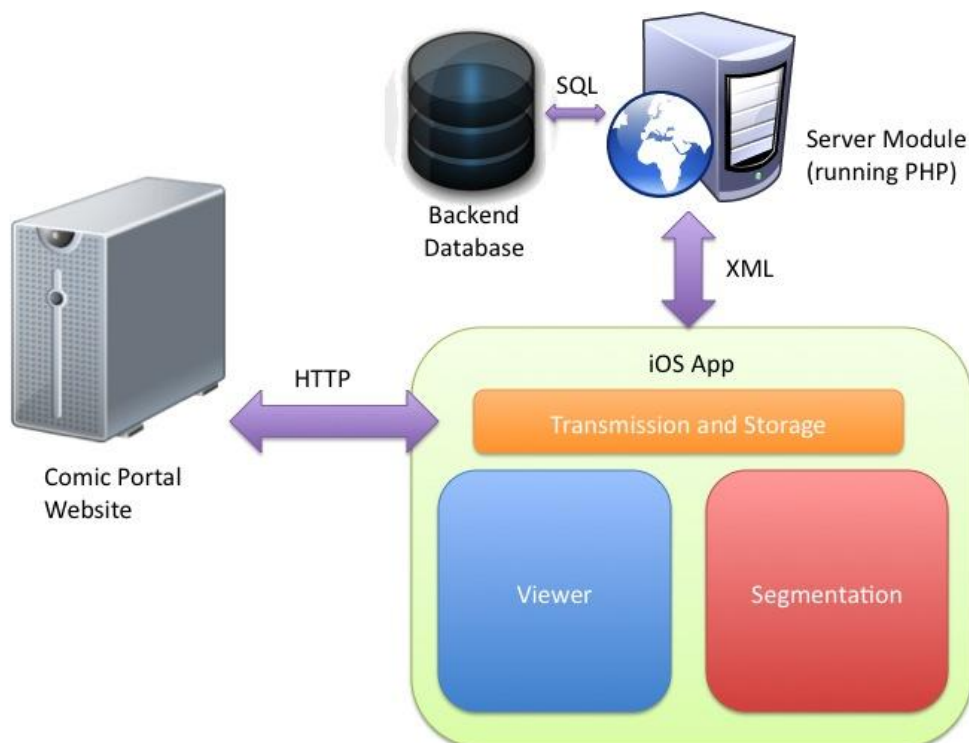 SQL
Server Module
(running PHP)
Backend
Database
XML
iOS App
HTTP
Transmission and Storage
Comic Portal
Website
Viewer
Segmentation